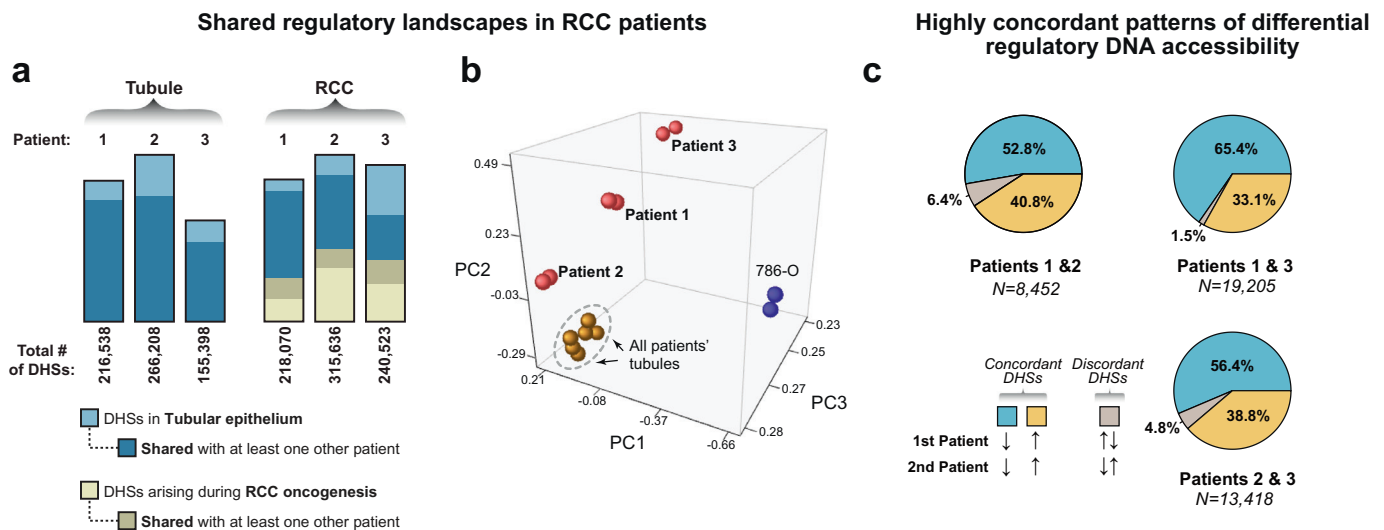 Shared regulatory landscapes in RCC patients
Highly concordant patterns of differential
regulatory DNA accessibility
a
Tubule
RCC
Patient:
1
2
3
1
2
3
Total #
of DHSs:
216,538
266,208
155,398
218,070
315,636
240,523
DHSs in Tubular epithelium
Shared with at least one other patient
DHSs arising during RCC oncogenesis
Shared with at least one other patient
b
Patient 3
Patient 1
Patient 2
786-O
All patients'
tubules
PC2
0.49
0.23
-0.03
-0.29
PC1
0.21
-0.08
-0.37
-0.66
PC3
0.23
0.25
0.27
0.28
c
52.8%
6.4%
40.8%
Patients 1 &2
N=8,452
65.4%
33.1%
1.5%
Patients 1 & 3
N=19,205
Concordant
DHSs
Discordant
DHSs
1st Patient ↓ ↑ ↑↓
2nd Patient ↓ ↑ ↓↑
56.4%
4.8%
38.8%
Patients 2 & 3
N=13,418